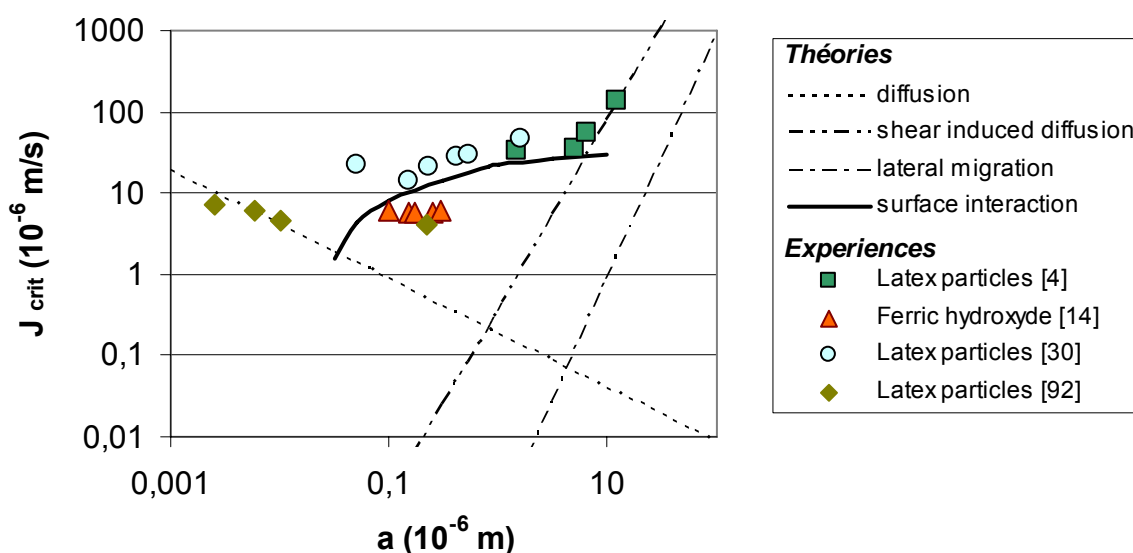 1000
100
10
1
0,1
0,01
J crit (10⁻⁶ m/s)
0,001
0,1
10
a (10⁻⁶ m)
Théories
diffusion
shear induced diffusion
lateral migration
surface interaction
Experiences
Latex particles [4]
Ferric hydroxyde [14]
Latex particles [30]
Latex particles [92]